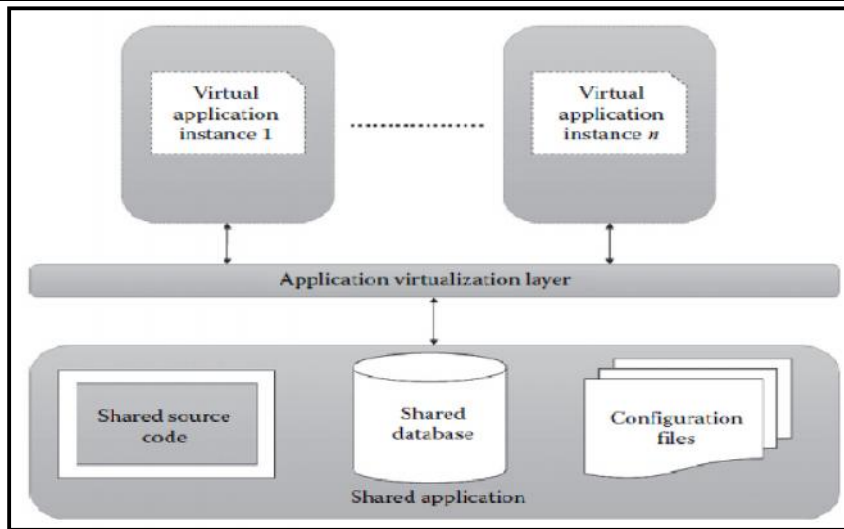 Virtual
application
instance 1
Virtual
application
instance n
Application virtualization layer
Shared source
code
Shared
database
Configuration
files
Shared application